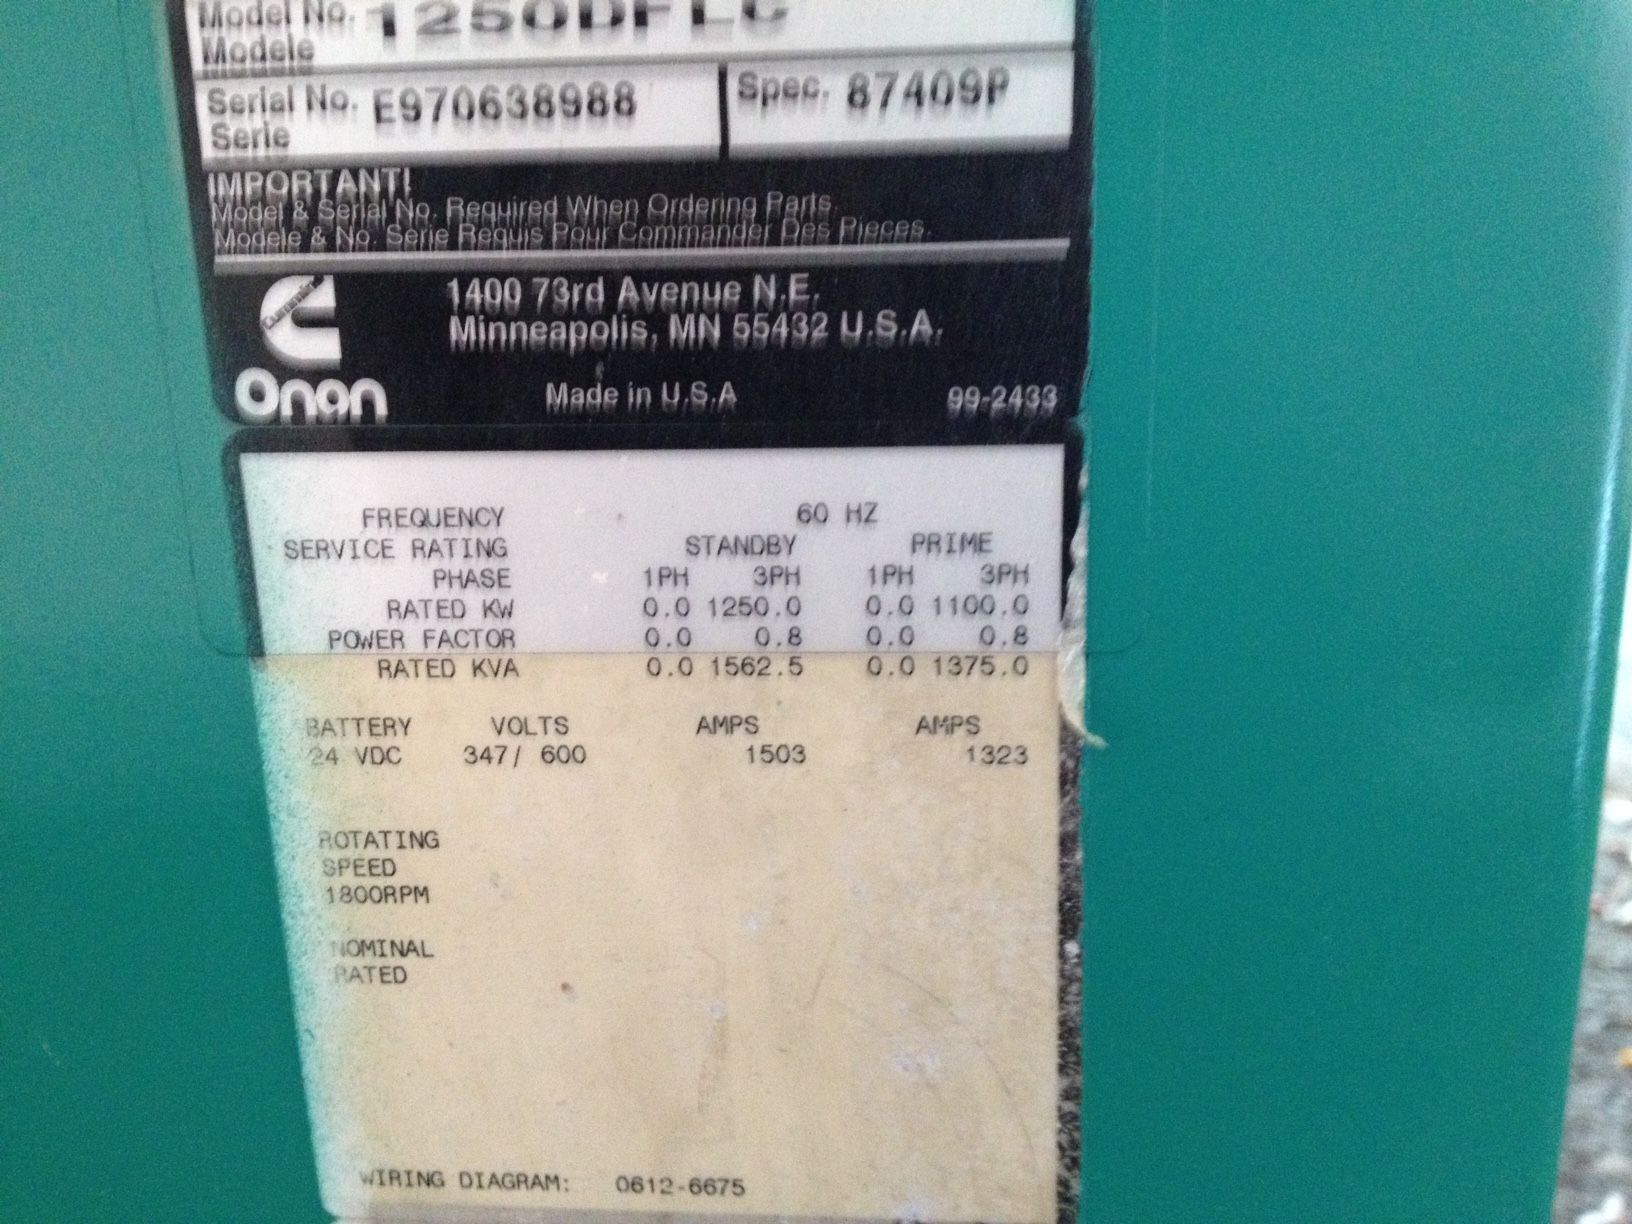 Model No. 1250DFLC
Modele
Serial No. E970638988 Spec. 87409P
Serie
IMPORTANT!
Model & Serial No. Required When Ordering Parts.
Modele & No. Serie Requis Pour Commander Des Pieces.
1400 73rd Avenue N.E.
Minneapolis, MN 55432 U.S.A.
Cummins
Onan Made in U.S.A 99-2433
FREQUENCY 60 HZ
SERVICE RATING STANDBY PRIME
PHASE 1PH 3PH 1PH 3PH
RATED KW 0.0 1250.0 0.0 1100.0
POWER FACTOR 0.0 0.8 0.0 0.8
RATED KVA 0.0 1562.5 0.0 1375.0
BATTERY VOLTS AMPS AMPS
24 VDC 347/ 600 1503 1323
ROTATING
SPEED
1800RPM
NOMINAL
RATED
WIRING DIAGRAM: 0612-6675